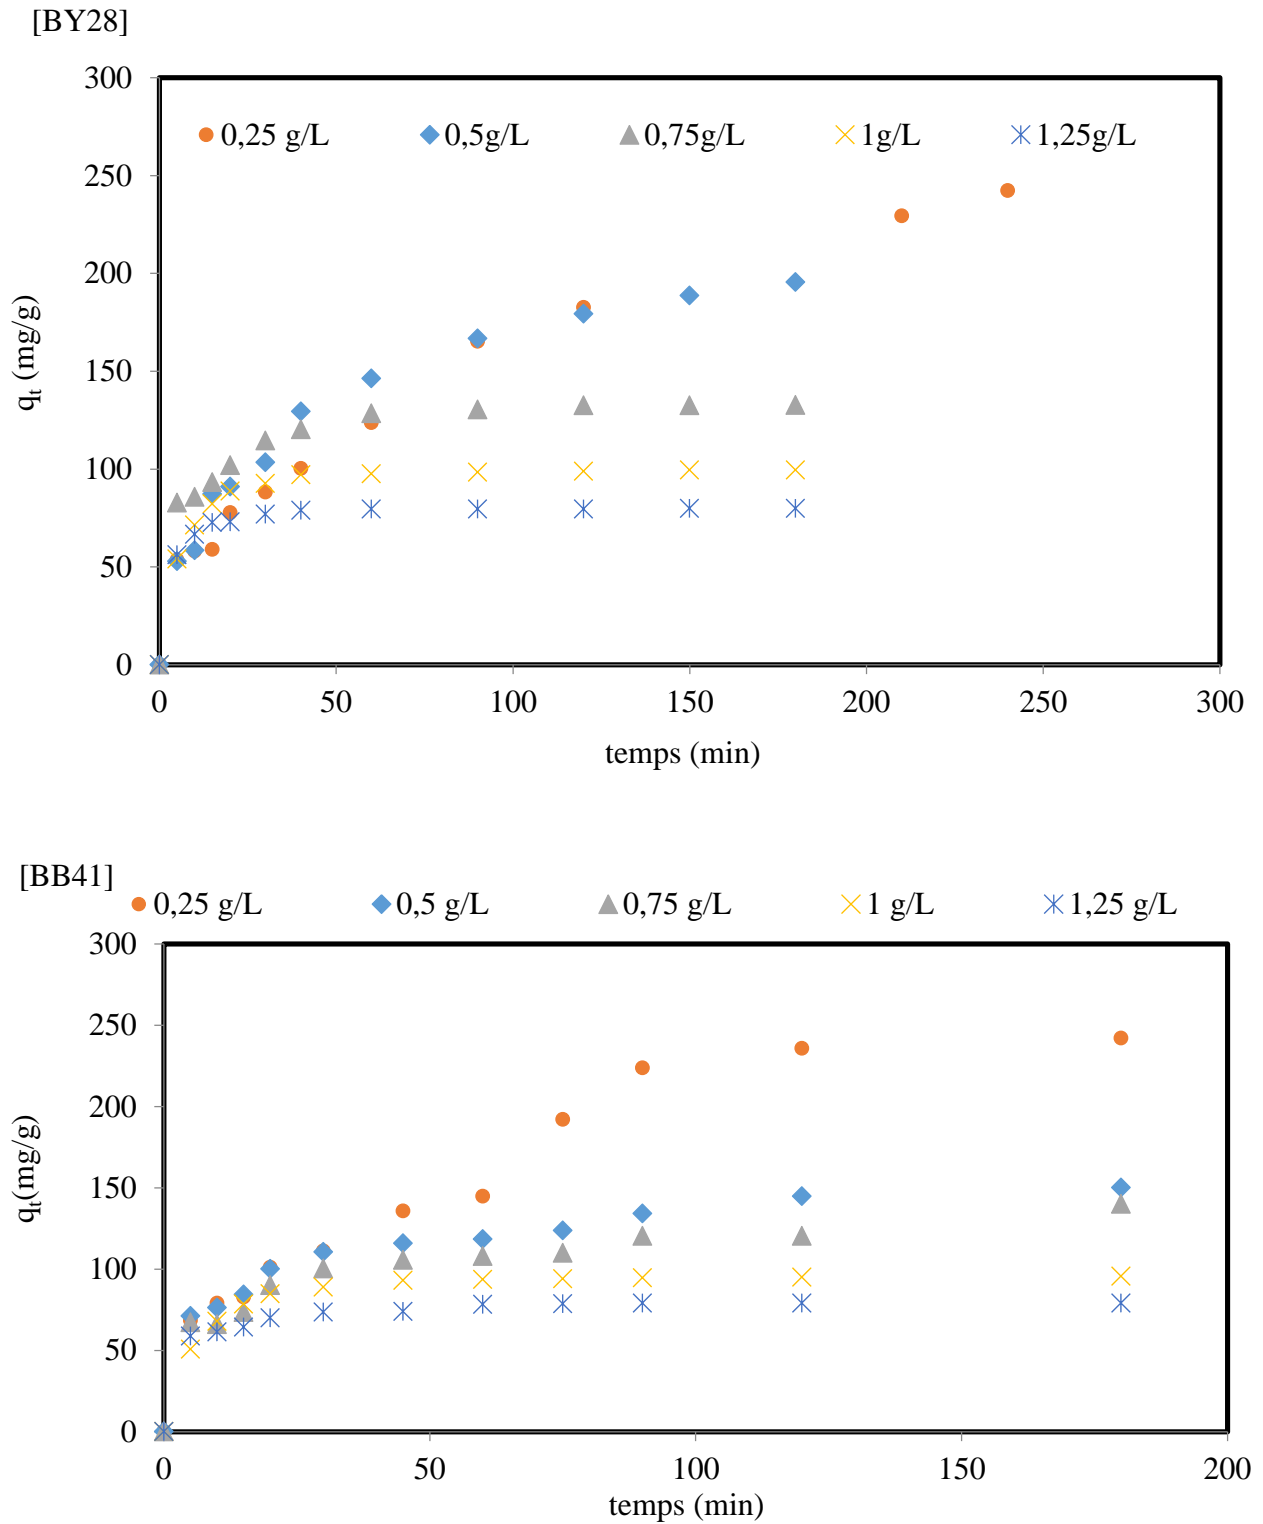 [BY28]
300
0,25 g/L 0,5g/L 0,75g/L 1g/L 1,25g/L
250
200
150
100
50
0
q_t (mg/g)
0 50 100 150 200 250 300
temps (min)
[BB41]
0,25 g/L 0,5 g/L 0,75 g/L 1 g/L 1,25 g/L
300
250
200
150
100
50
0
q_t(mg/g)
0 50 100 150 200
temps (min)